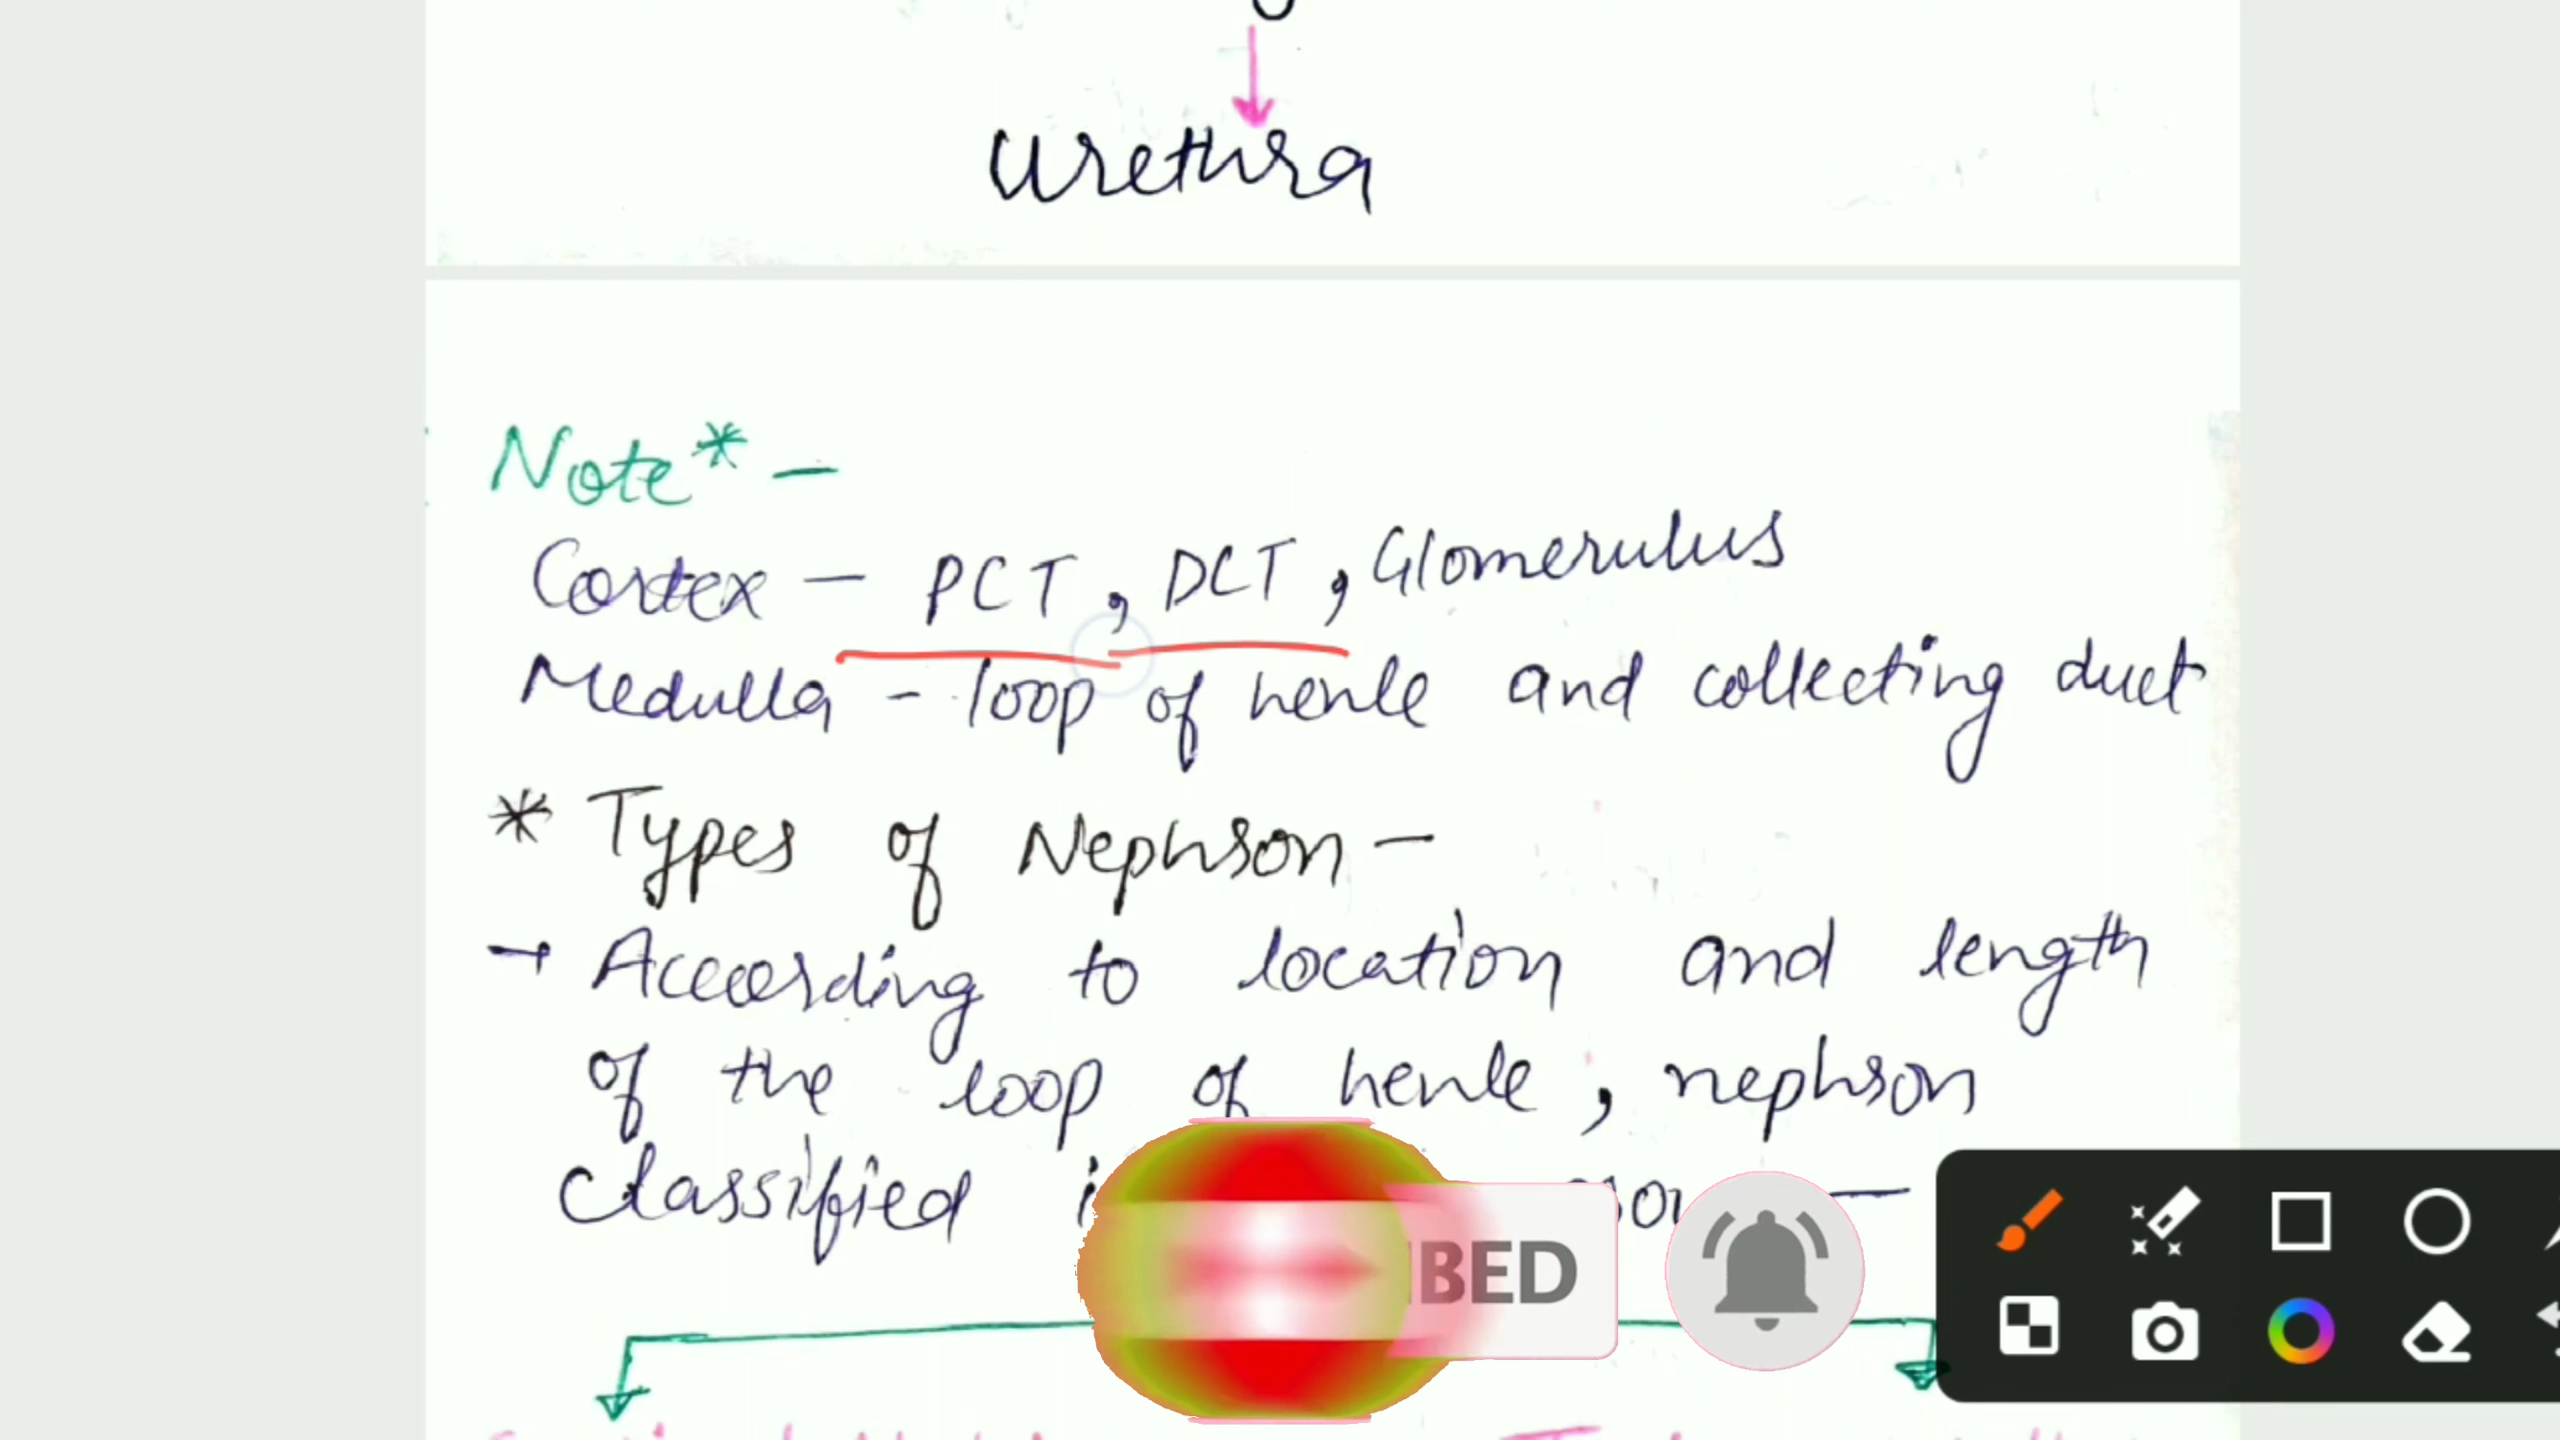 Urethra
Note* -
Cortex - PCT, DCT, Glomerulus
Medulla - loop of henle and collecting duct
* Types of Nephron -
→ According to location and length
of the loop of henle, nephron
classified
BED